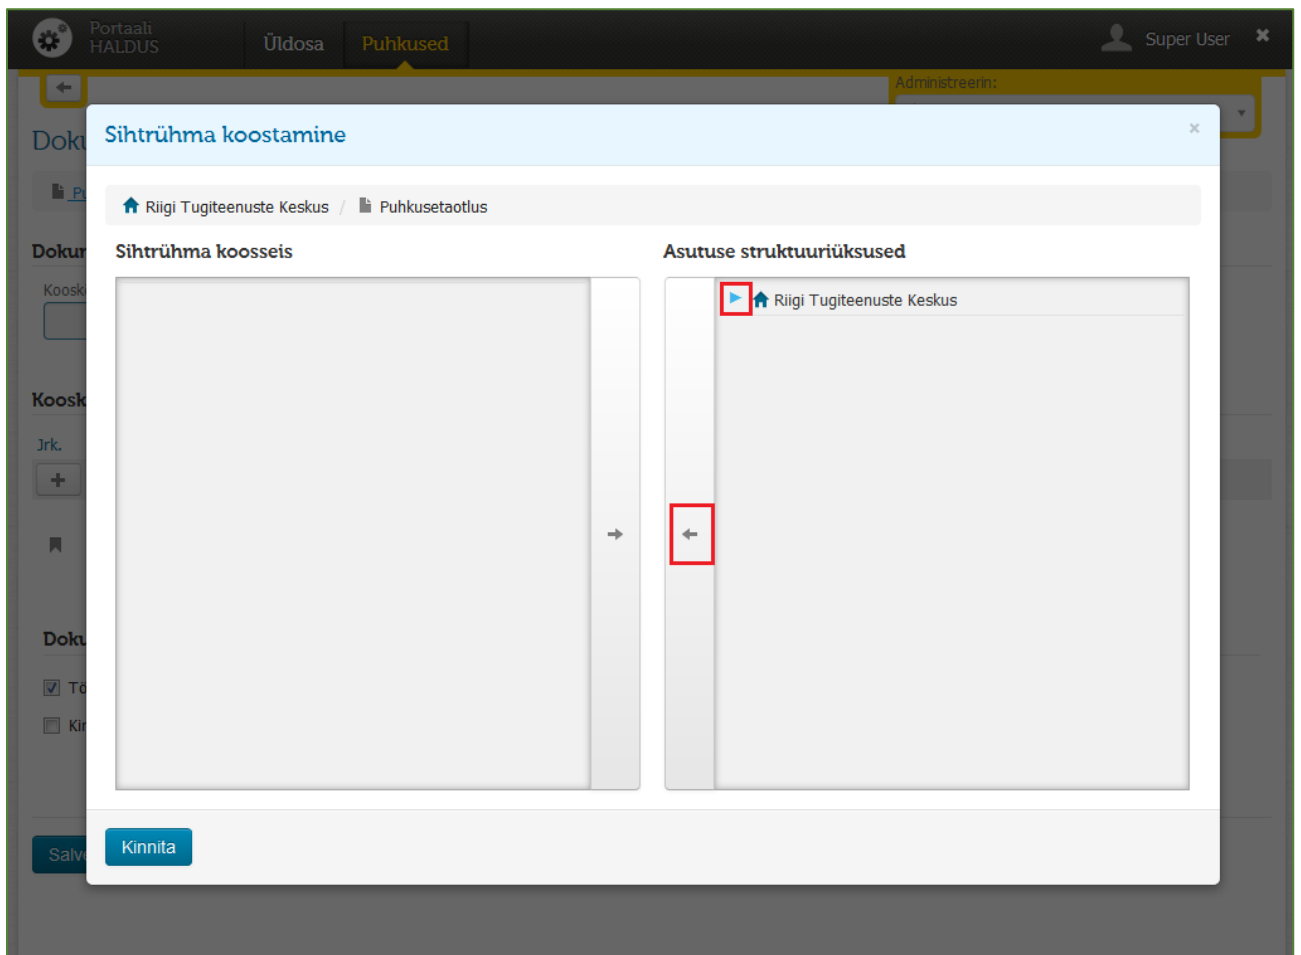 Portaali
HALDUS
Üldosa
Puhkused
Super User
Administreerin:
Sihtrühma koostamine
Riigi Tugiteenuste Keskus / Puhkusetaotlus
Sihtrühma koosseis
Asutuse struktuuriüksused
Riigi Tugiteenuste Keskus
Jrk.
Kinnita